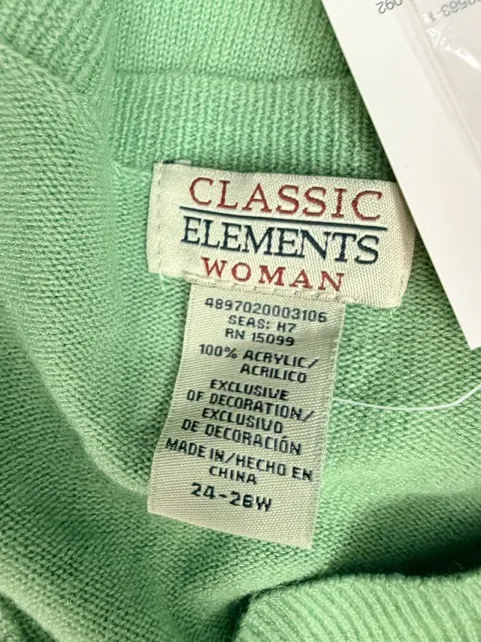 CLASSIC
ELEMENTS
WOMAN
4897020003106
SEAS: H7
RN 15099
100% ACRYLIC/
ACRILICO
EXCLUSIVE
OF DECORATION/
EXCLUSIVO
DE DECORACIÓN
MADE IN/HECHO EN
CHINA
24-26W
092